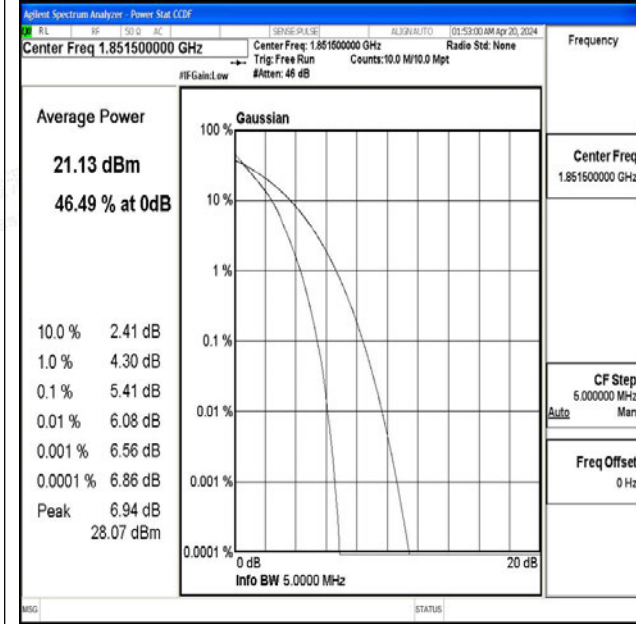 Agilent Spectrum Analyzer - Power Stat CCDF
RL RF 50 Ω AC SENSE:PULSE ALIGN AUTO 01:53:00 AM Apr 20, 2024
Center Freq 1.851500000 GHz
Center Freq: 1.851500000 GHz Radio Std: None
Trig: Free Run Counts:10.0 M/10.0 Mpt
#IFGain:Low #Atten: 46 dB
Frequency
Average Power
21.13 dBm
46.49 % at 0dB
10.0 % 2.41 dB
1.0 % 4.30 dB
0.1 % 5.41 dB
0.01 % 6.08 dB
0.001 % 6.56 dB
0.0001 % 6.86 dB
Peak 6.94 dB
28.07 dBm
Gaussian
100 %
10 %
1 %
0.1 %
0.01 %
0.001 %
0.0001 %
0 dB 20 dB
Info BW 5.0000 MHz
Center Freq
1.851500000 GHz
CF Step
5.000000 MHz
Auto Man
Freq Offset
0 Hz
MSG STATUS